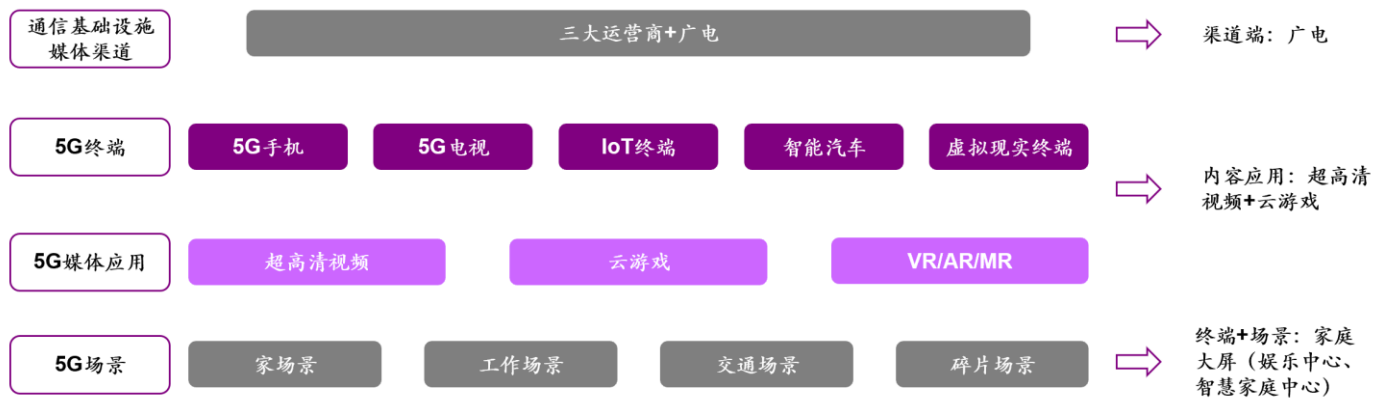 通信基础设施
媒体渠道
三大运营商+广电
渠道端：广电
5G终端
5G手机
5G电视
IoT终端
智能汽车
虚拟现实终端
内容应用：超高清
视频+云游戏
5G媒体应用
超高清视频
云游戏
VR/AR/MR
5G场景
家场景
工作场景
交通场景
碎片场景
终端+场景：家庭
大屏（娱乐中心、
智慧家庭中心）